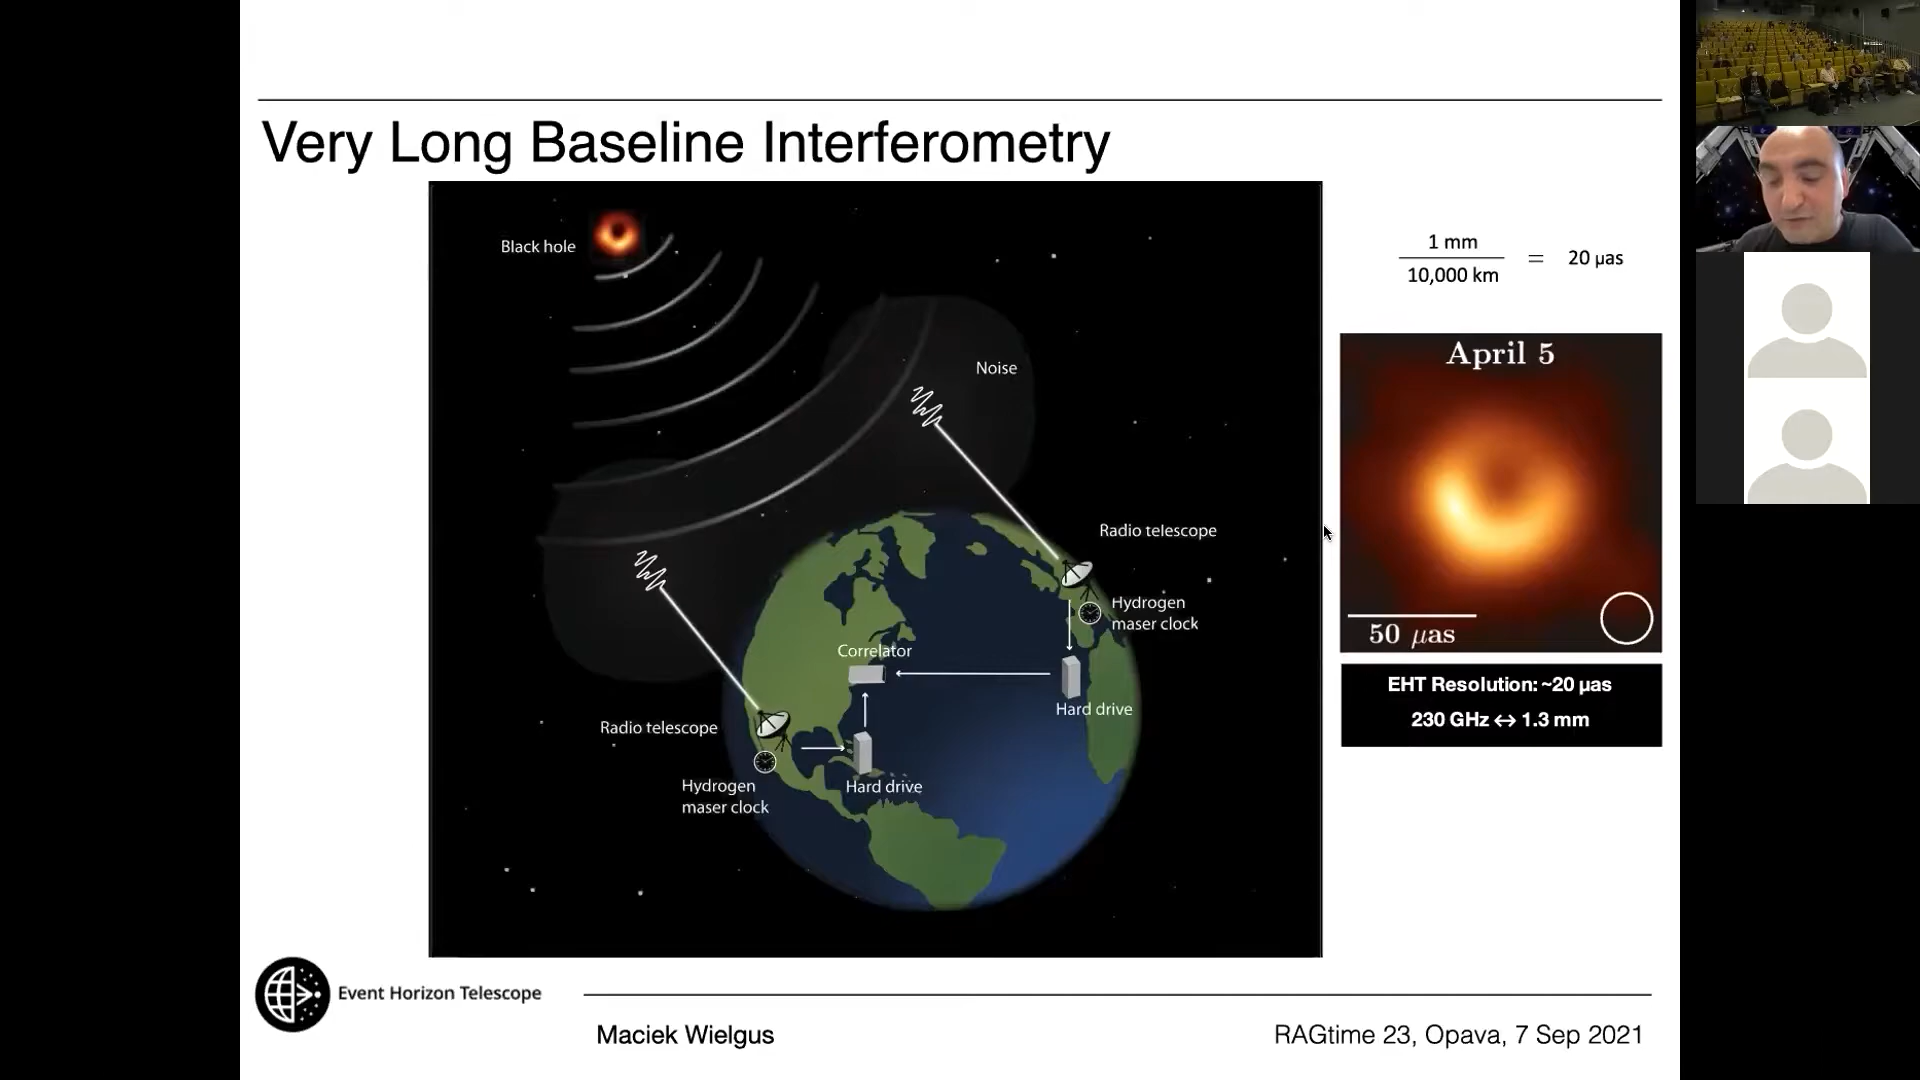 Very Long Baseline Interferometry
Black hole
Noise
Radio telescope
Hydrogen
maser clock
Correlator
Hard drive
Radio telescope
Hydrogen
maser clock
Hard drive
1 mm
10,000 km
= 20 µas
April 5
50 µas
EHT Resolution: ~20 µas
230 GHz ↔ 1.3 mm
Event Horizon Telescope
Maciek Wielgus
RAGtime 23, Opava, 7 Sep 2021